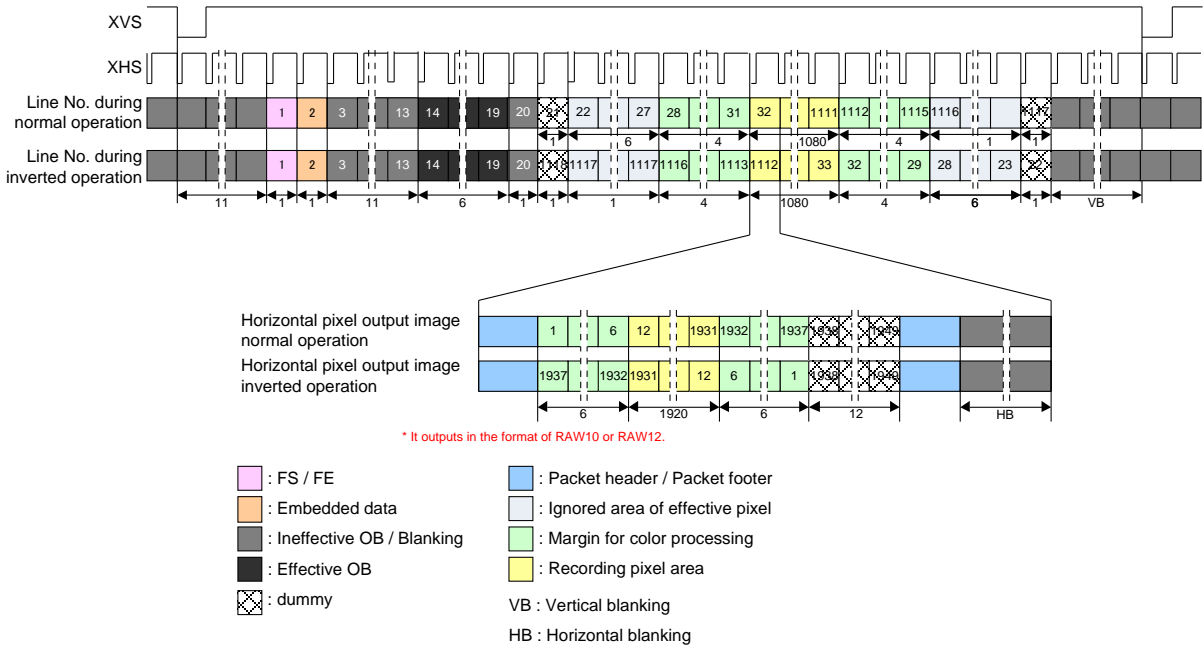 XVS
XHS
Line No. during
normal operation
1 2 3 13 14 19 20 21 22 27 28 31 32 1111 1112 1115 1116
1 6 4 1080 4 1 1
Line No. during
inverted operation
1 2 3 13 14 19 20 1117 1117 1116 1113 1112 33 32 29 28 23
11 1 1 11 6 1 1 1 4 1080 4 6 1 VB
Horizontal pixel output image
normal operation
1 6 12 1931 1932 1937 1938 1949
Horizontal pixel output image
inverted operation
1937 1932 1931 12 6 1 1938 1949
6 1920 6 12 HB
* It outputs in the format of RAW10 or RAW12.
: FS / FE
: Embedded data
: Ineffective OB / Blanking
: Effective OB
: dummy
: Packet header / Packet footer
: Ignored area of effective pixel
: Margin for color processing
: Recording pixel area
VB : Vertical blanking
HB : Horizontal blanking